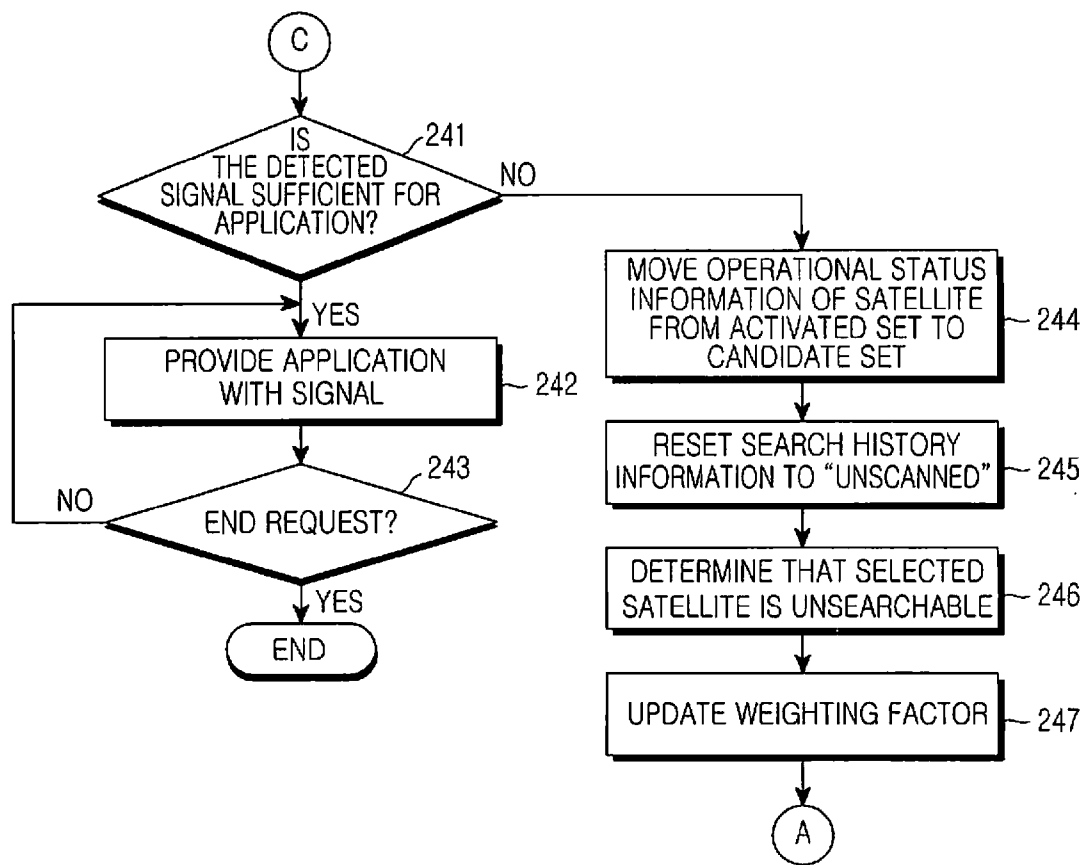 C
IS
THE DETECTED
SIGNAL SUFFICIENT FOR
APPLICATION?
241
NO
YES
PROVIDE APPLICATION
WITH SIGNAL
242
243
NO
END REQUEST?
YES
END
MOVE OPERATIONAL STATUS
INFORMATION OF SATELLITE
FROM ACTIVATED SET TO
CANDIDATE SET
244
RESET SEARCH HISTORY
INFORMATION TO “UNSCANNED”
245
DETERMINE THAT SELECTED
SATELLITE IS UNSEARCHABLE
246
UPDATE WEIGHTING FACTOR
247
A